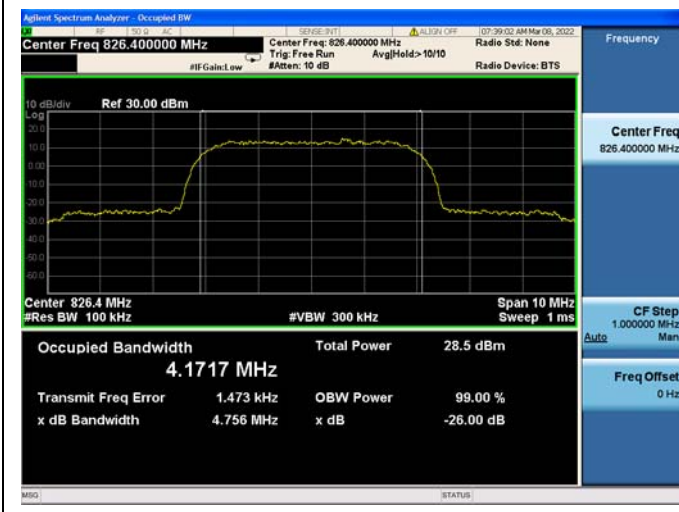 Agilent Spectrum Analyzer - Occupied BW
RF 50 Ω AC SENSE:INT ALIGN OFF 07:39:02 AM Mar 08, 2022
Center Freq 826.400000 MHz
Center Freq: 826.400000 MHz
Radio Std: None
Trig: Free Run Avg|Hold:> 10/10
#IFGain:Low #Atten: 10 dB Radio Device: BTS
10 dB/div Ref 30.00 dBm
Log
20.0
10.0
0.00
-10.0
-20.0
-30.0
-40.0
-50.0
-60.0
Center 826.4 MHz Span 10 MHz
#Res BW 100 kHz #VBW 300 kHz Sweep 1 ms
Occupied Bandwidth Total Power 28.5 dBm
4.1717 MHz
Transmit Freq Error 1.473 kHz OBW Power 99.00 %
x dB Bandwidth 4.756 MHz x dB -26.00 dB
MSG STATUS
Frequency
Center Freq
826.400000 MHz
CF Step
1.000000 MHz
Auto Man
Freq Offset
0 Hz